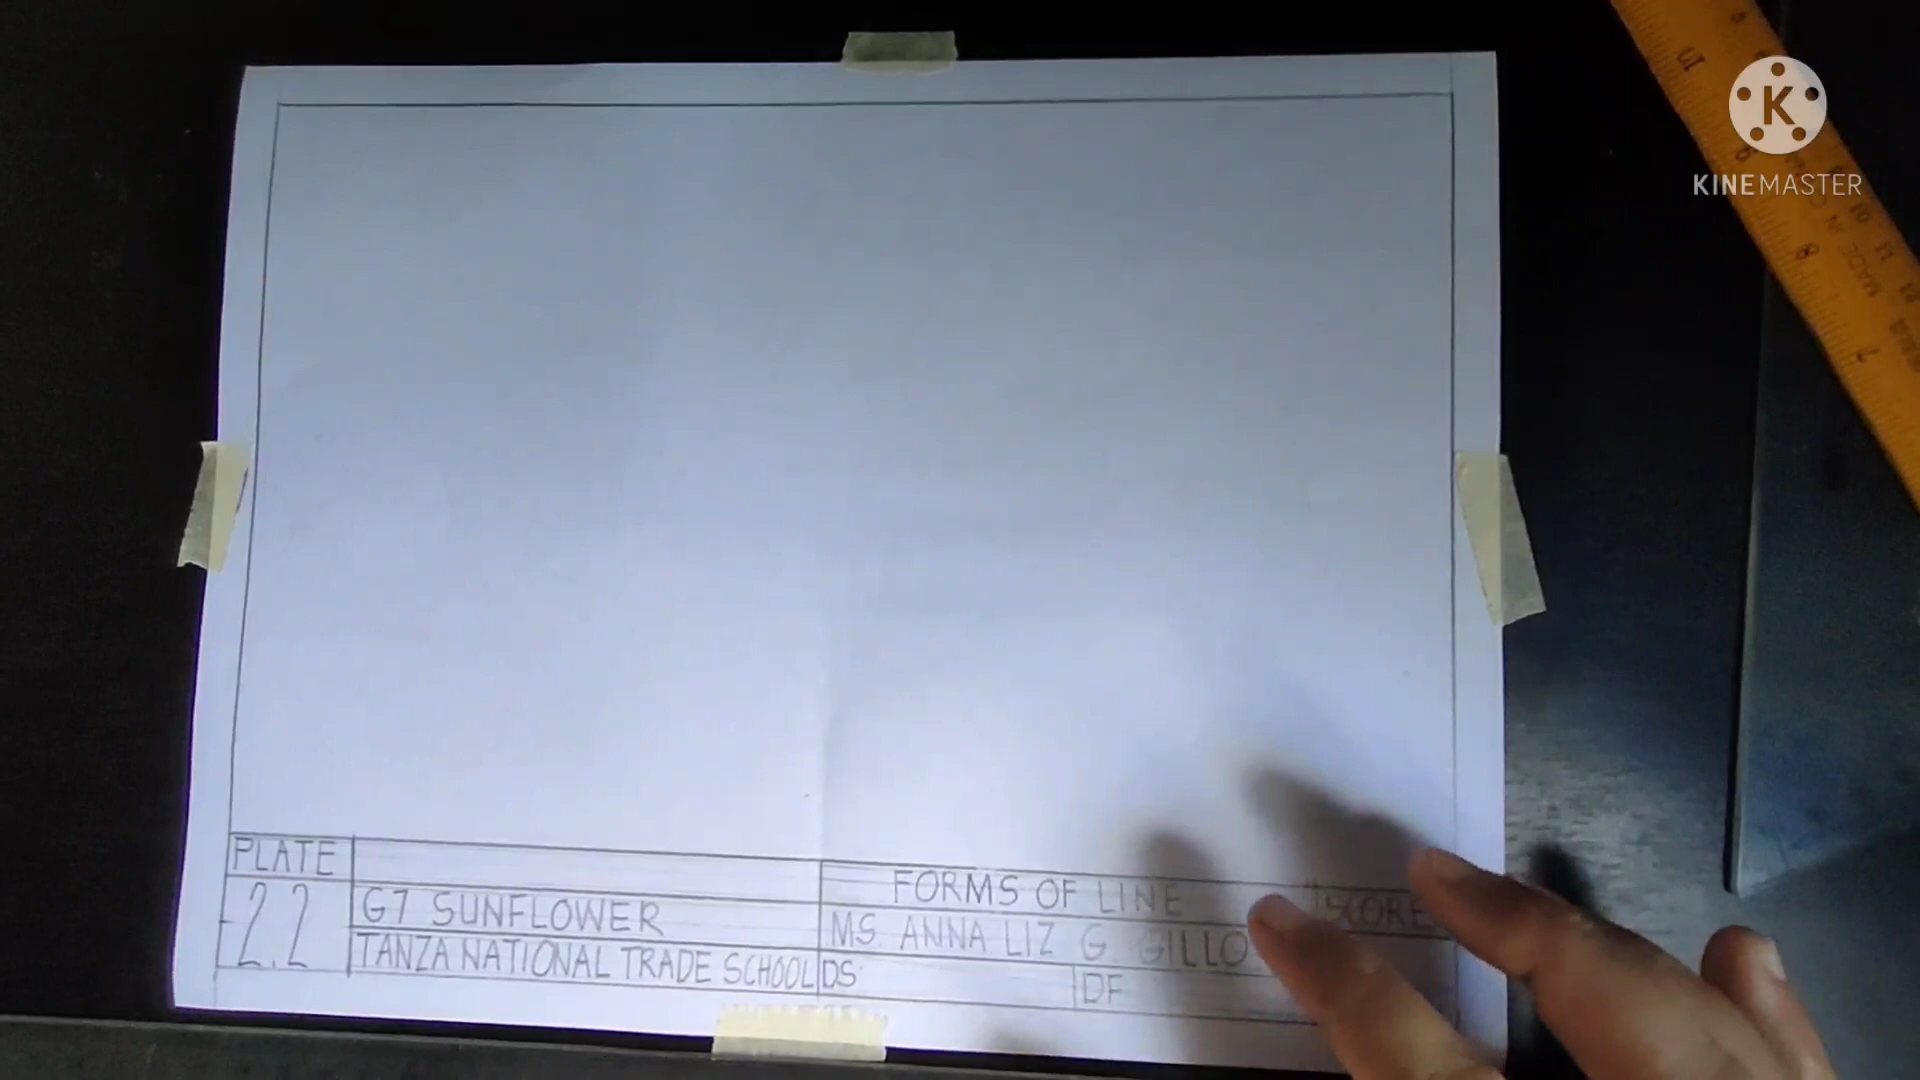 KINEMASTER
PLATE
2.2
G7 SUNFLOWER
TANZA NATIONAL TRADE SCHOOL
FORMS OF LINE
SCORE
MS. ANNA LIZ G. GILLO
DS:
DF